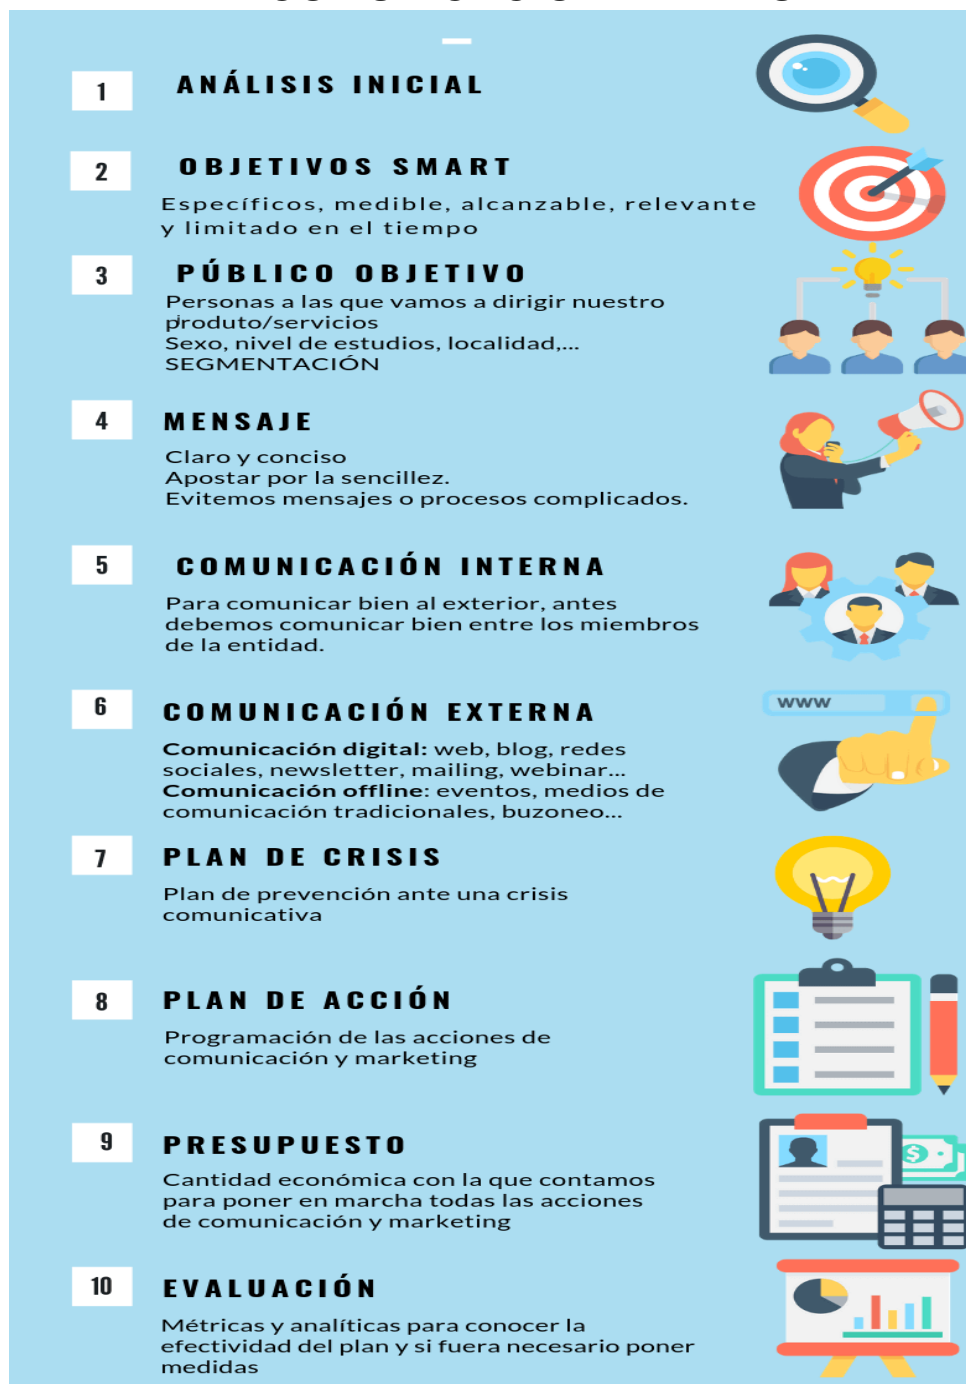 1
ANÁLISIS INICIAL
2
OBJETIVOS SMART
Específicos, medible, alcanzable, relevante
y limitado en el tiempo
3
PÚBLICO OBJETIVO
Personas a las que vamos a dirigir nuestro
produto/servicios
Sexo, nivel de estudios, localidad,...
SEGMENTACIÓN
4
MENSAJE
Claro y conciso
Apostar por la sencillez.
Evitemos mensajes o procesos complicados.
5
COMUNICACIÓN INTERNA
Para comunicar bien al exterior, antes
debemos comunicar bien entre los miembros
de la entidad.
6
COMUNICACIÓN EXTERNA
WWW
Comunicación digital: web, blog, redes
sociales, newsletter, mailing, webinar...
Comunicación offline: eventos, medios de
comunicación tradicionales, buzoneo...
7
PLAN DE CRISIS
Plan de prevención ante una crisis
comunicativa
8
PLAN DE ACCIÓN
Programación de las acciones de
comunicación y marketing
9
PRESUPUESTO
$
Cantidad económica con la que contamos
para poner en marcha todas las acciones
de comunicación y marketing
10
EVALUACIÓN
Métricas y analíticas para conocer la
efectividad del plan y si fuera necesario poner
medidas